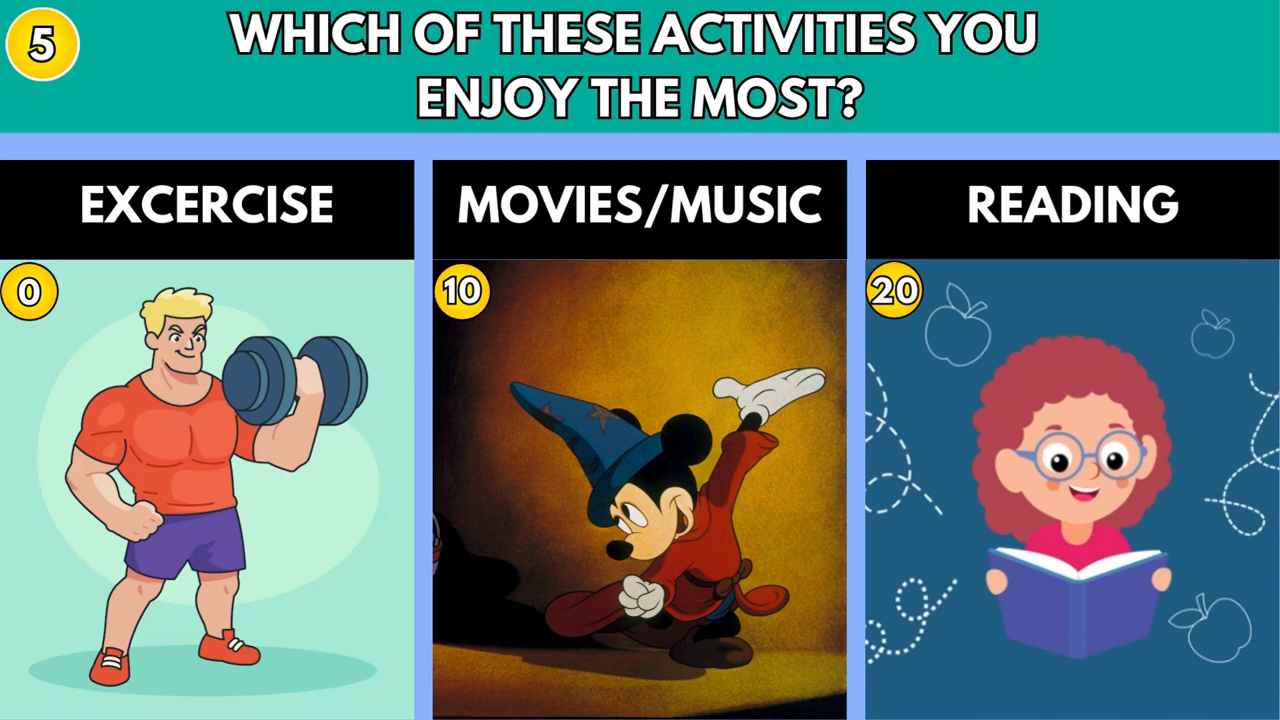 5
WHICH OF THESE ACTIVITIES YOU
ENJOY THE MOST?
EXCERCISE
MOVIES/MUSIC
READING
0
10
20